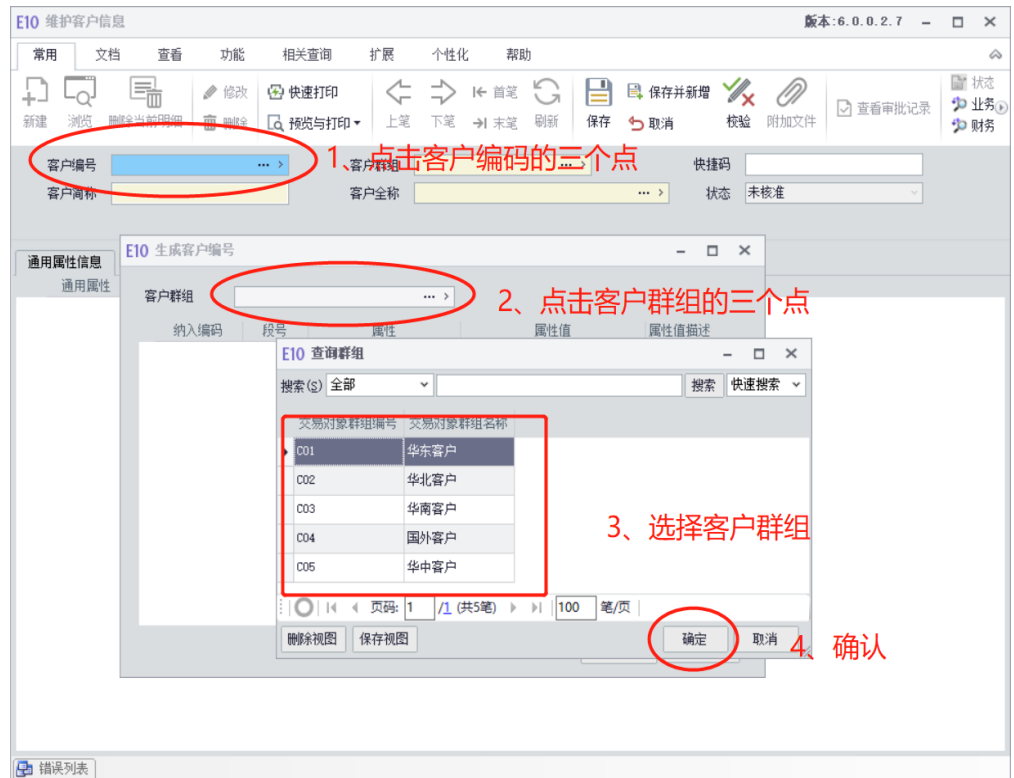 E10 维护客户信息 版本:6.0.0.2.7
常用 文档 查看 功能 相关查询 扩展 个性化 帮助
新建 浏览 删除当前明细 修改 删除 快速打印 预览与打印 上笔 下笔 首笔 末笔 刷新 保存 保存并新增 取消 校验 附加文件 查看审批记录 状态 业务 财务
客户编号 客户群组 快捷码
1、点击客户编码的三个点
客户简称 客户全称 状态 未核准
通用属性信息
通用属性
E10 生成客户编号
客户群组
2、点击客户群组的三个点
纳入编码 段号 属性 属性值 属性值描述
E10 查询群组
搜索(S) 全部 搜索 快速搜索
交易对象群组编号 交易对象群组名称
C01 华东客户
C02 华北客户
C03 华南客户
C04 国外客户
C05 华中客户
3、选择客户群组
页码: 1 /1 (共5笔) 100 笔/页
删除视图 保存视图 确定 取消
4、确认
错误列表